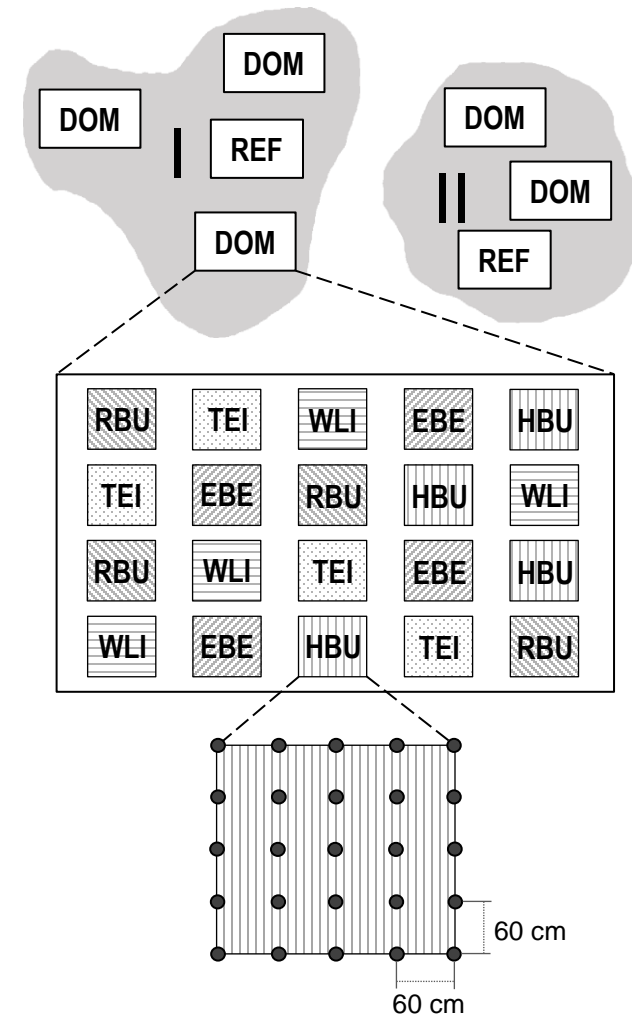 DOM
DOM
I
REF
DOM
DOM
II
DOM
REF
RBU TEI WLI EBE HBU
TEI EBE RBU HBU WLI
RBU WLI TEI EBE HBU
WLI EBE HBU TEI RBU
60 cm
60 cm